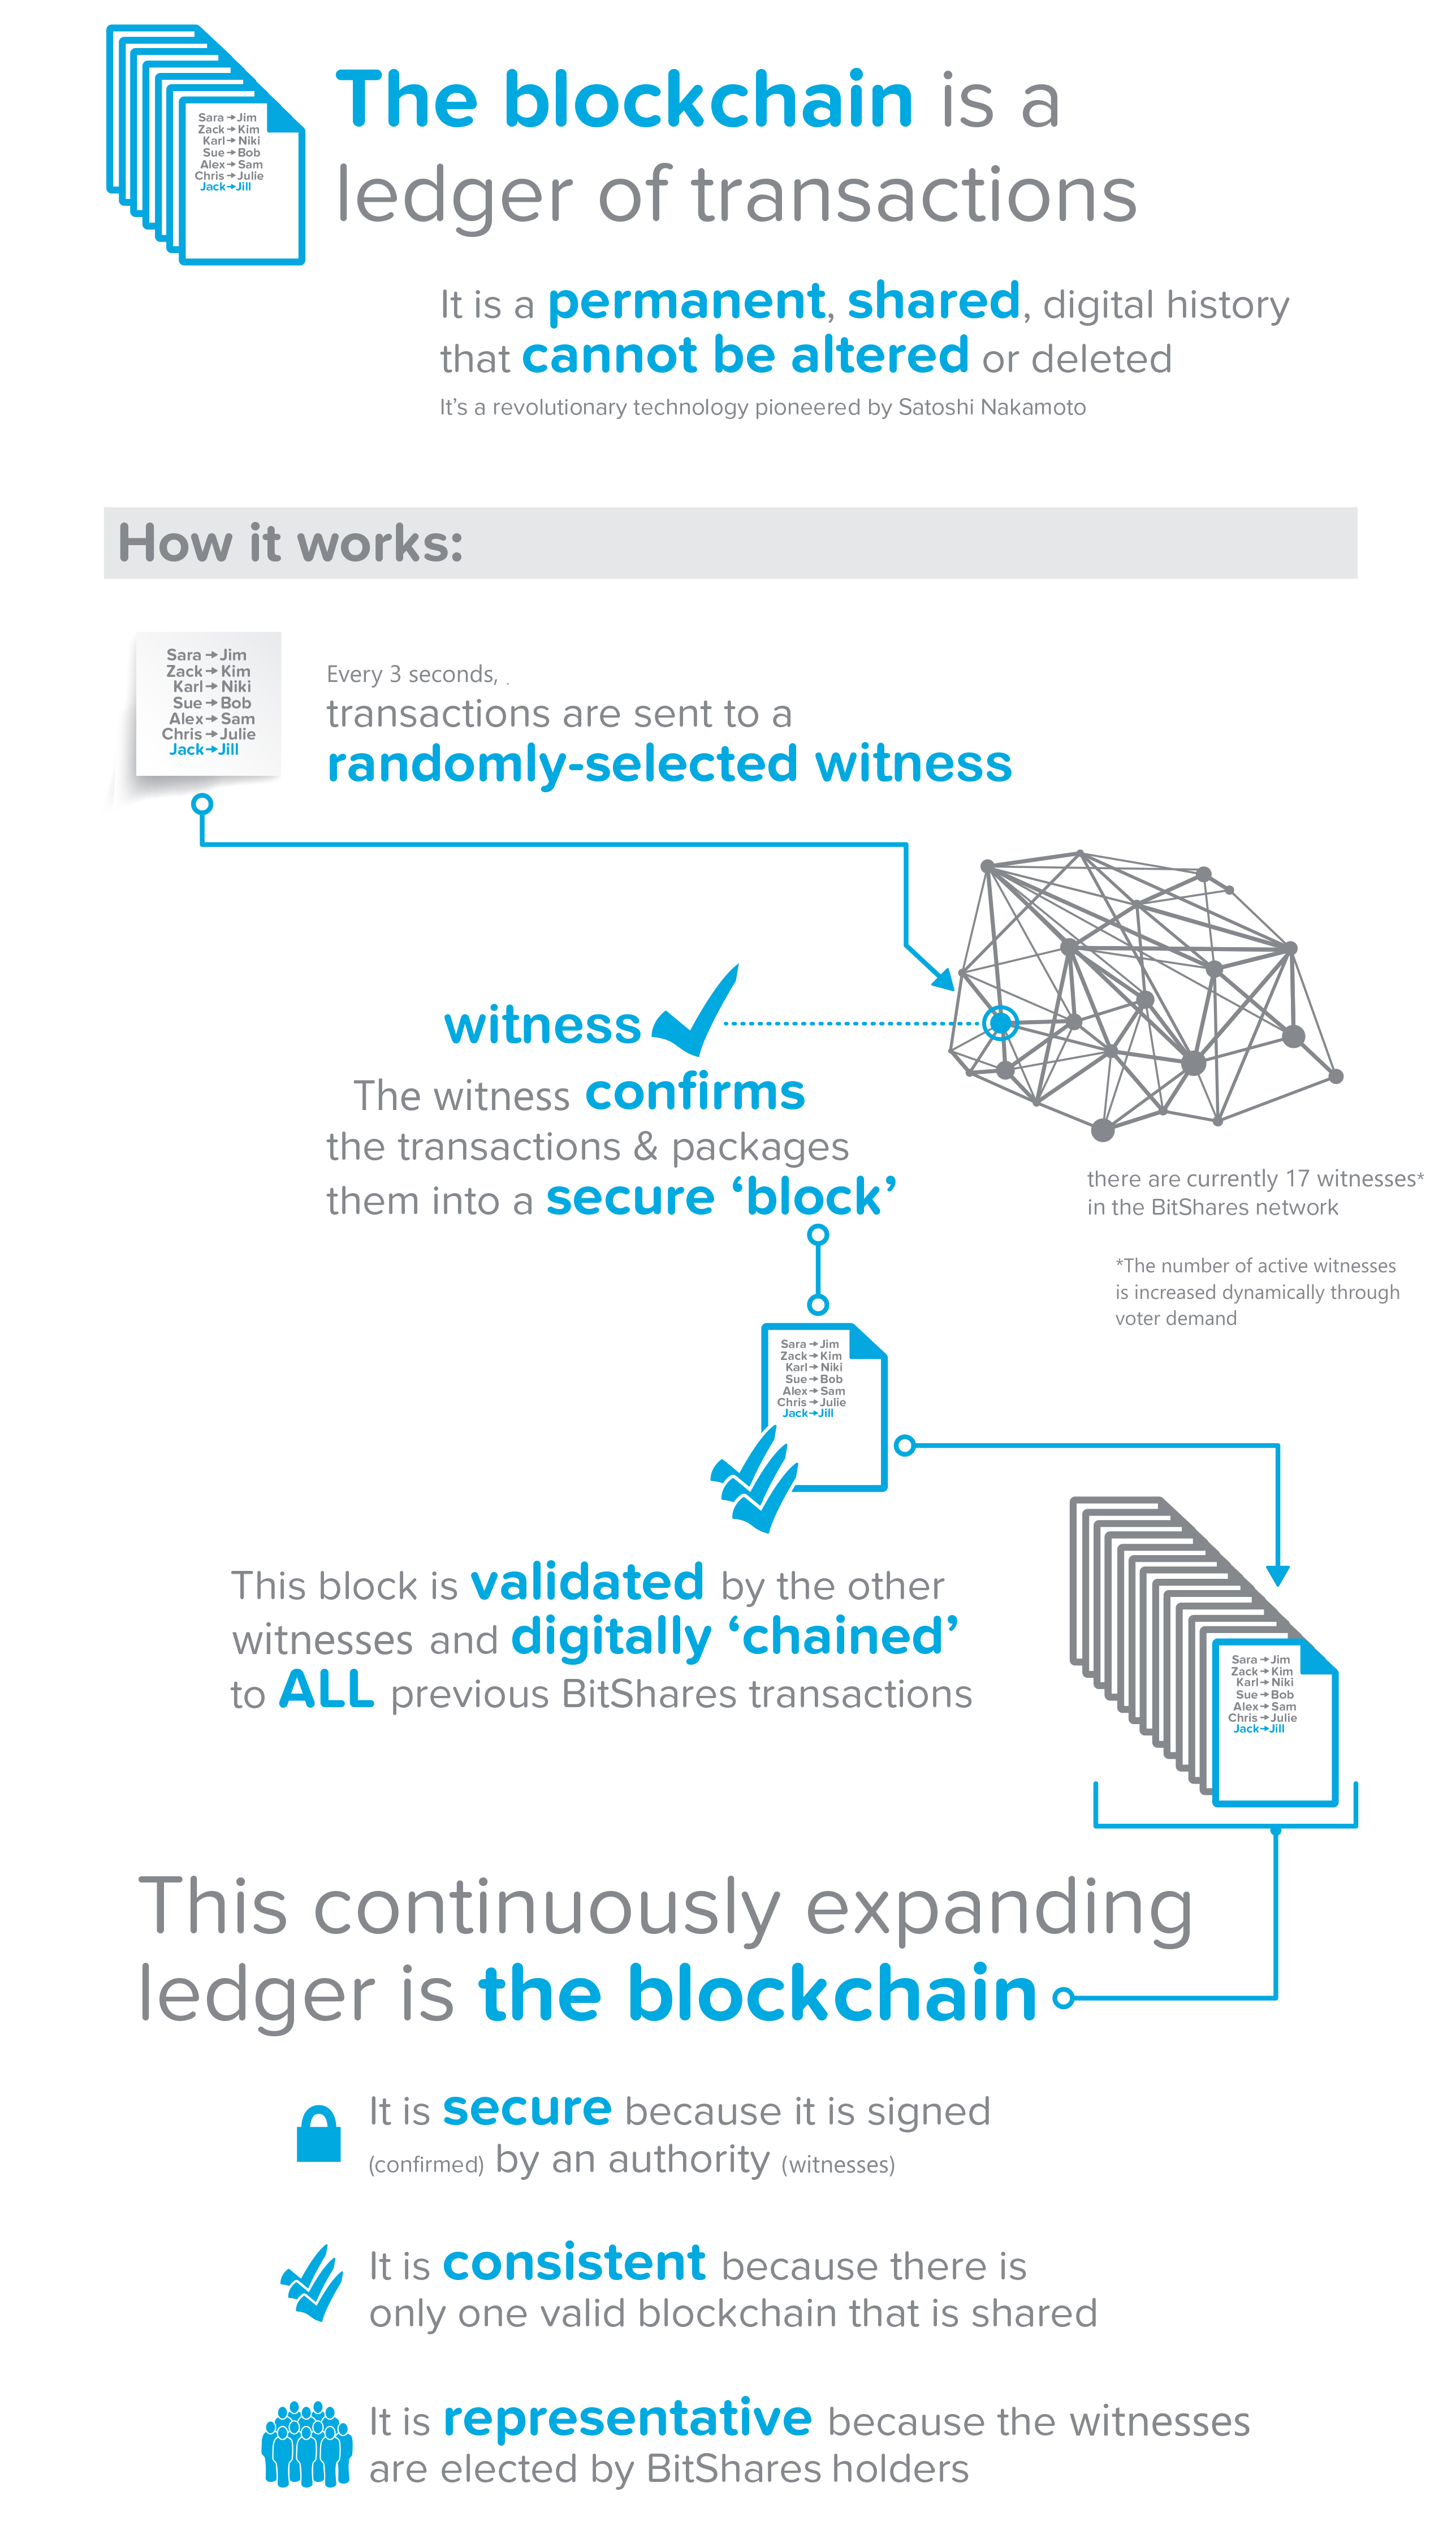 Sara→Jim
Zack→Kim
Karl→Niki
Sue→Bob
Alex→Sam
Chris→Julie
Jack→Jill
The blockchain is a
ledger of transactions
It is a permanent, shared, digital history
that cannot be altered or deleted
It's a revolutionary technology pioneered by Satoshi Nakamoto
How it works:
Sara→Jim
Zack→Kim
Karl→Niki
Sue→Bob
Alex→Sam
Chris→Julie
Jack→Jill
Every 3 seconds, .
transactions are sent to a
randomly-selected witness
witness
The witness confirms
the transactions & packages
them into a secure ‘block’
there are currently 17 witnesses*
in the BitShares network
*The number of active witnesses
is increased dynamically through
voter demand
Sara→Jim
Zack→Kim
Karl→Niki
Sue→Bob
Alex→Sam
Chris→Julie
Jack→Jill
This block is validated by the other
witnesses and digitally ‘chained’
to ALL previous BitShares transactions
Sara→Jim
Zack→Kim
Karl→Niki
Sue→Bob
Alex→Sam
Chris→Julie
Jack→Jill
This continuously expanding
ledger is the blockchain
It is secure because it is signed
(confirmed) by an authority (witnesses)
It is consistent because there is
only one valid blockchain that is shared
It is representative because the witnesses
are elected by BitShares holders